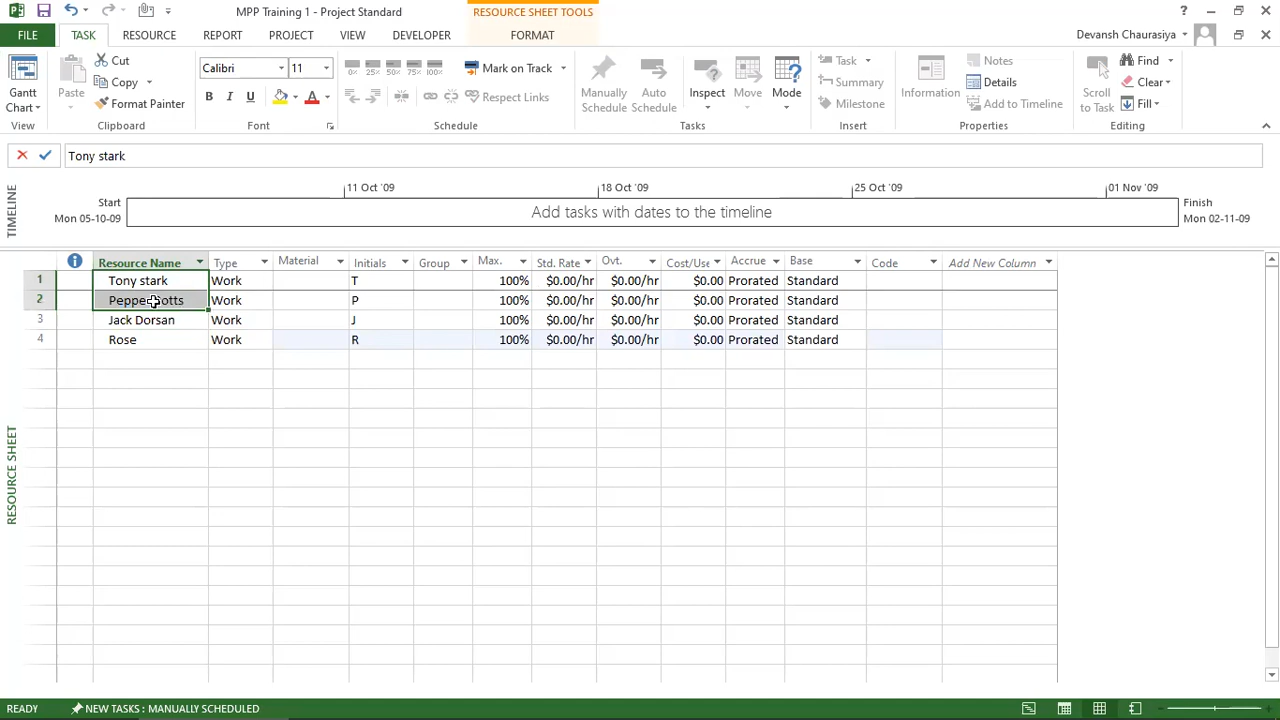 MPP Training 1 - Project Standard
RESOURCE SHEET TOOLS
?
FILE TASK RESOURCE REPORT PROJECT VIEW DEVELOPER FORMAT
Devansh Chaurasiya
Gantt Chart
View
Paste
Cut
Copy
Format Painter
Clipboard
Calibri 11
B I U A
Font
0% 25% 50% 75% 100%
Mark on Track
Respect Links
Schedule
Manually Schedule
Auto Schedule
Inspect
Move
Mode
Tasks
Task
Summary
Milestone
Insert
Information
Notes
Details
Add to Timeline
Properties
Scroll to Task
Find
Clear
Fill
Editing
Tony stark
TIMELINE
11 Oct '09 18 Oct '09 25 Oct '09 01 Nov '09
Start
Mon 05-10-09
Add tasks with dates to the timeline
Finish
Mon 02-11-09
Resource Name Type Material Initials Group Max. Std. Rate Ovt. Cost/Use Accrue Base Code Add New Column
1 Tony stark Work T 100% $0.00/hr $0.00/hr $0.00 Prorated Standard
2 Work P 100% $0.00/hr $0.00/hr $0.00 Prorated Standard
3 Jack Dorsan Work J 100% $0.00/hr $0.00/hr $0.00 Prorated Standard
4 Rose Work R 100% $0.00/hr $0.00/hr $0.00 Prorated Standard
RESOURCE SHEET
READY NEW TASKS : MANUALLY SCHEDULED